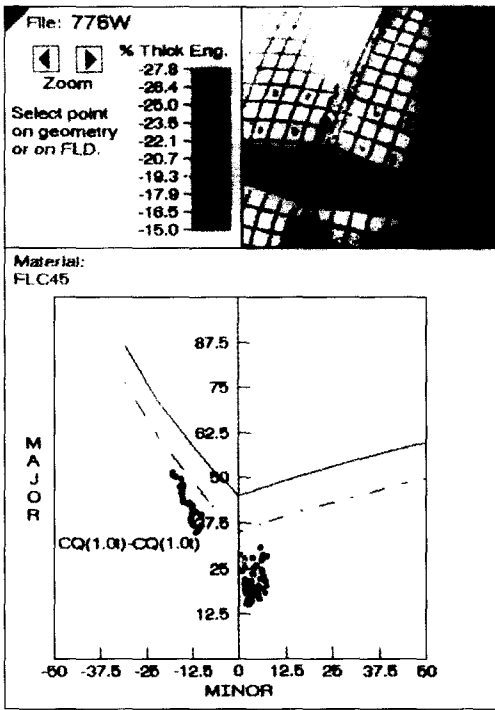 File: 776W
Zoom
Select point
on geometry
or on FLD.
% Thick Eng.
-27.8
-26.4
-25.0
-23.5
-22.1
-20.7
-19.3
-17.9
-16.5
-15.0
Material:
FLC45
MAJOR
87.5
75
62.5
50
37.5
25
12.5
CQ(1.0t)-CQ(1.0t)
-50 -37.5 -25 -12.5 0 12.5 25 37.5 50
MINOR